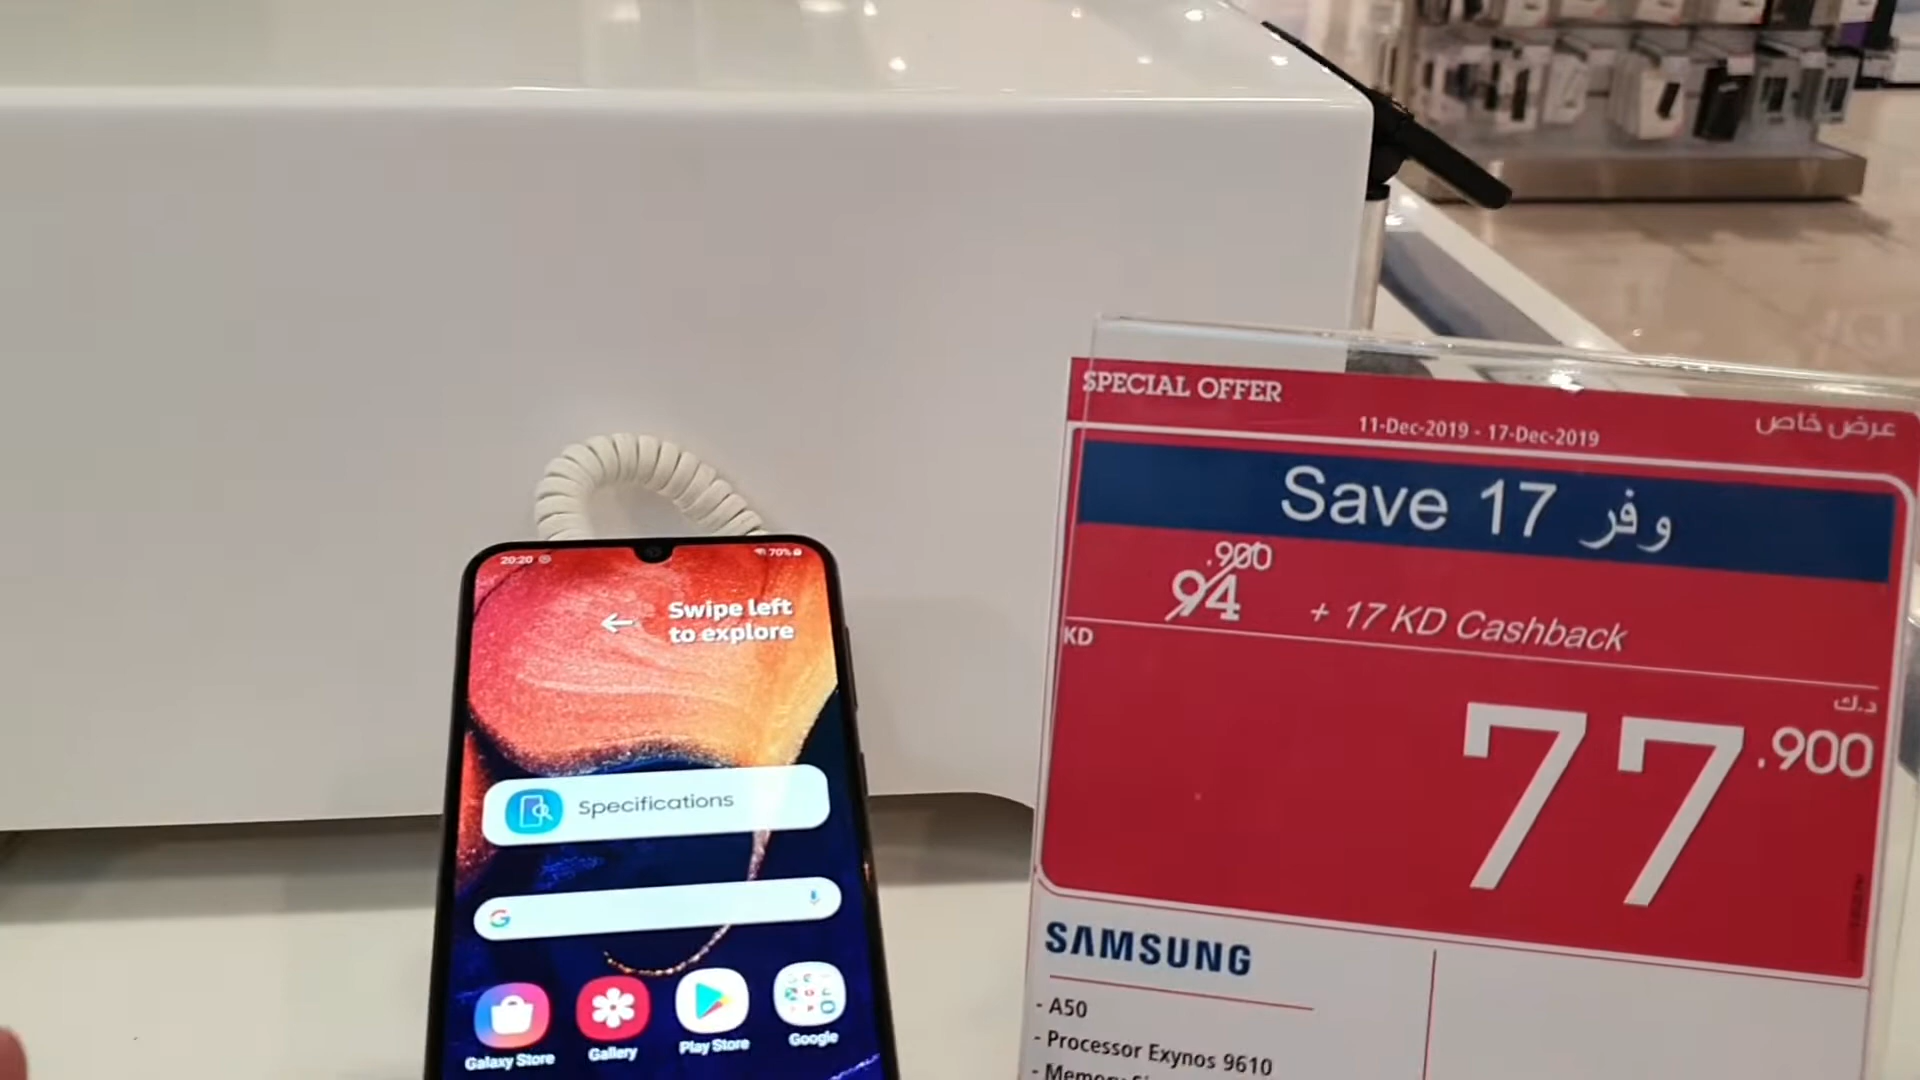 20:20
70%
Swipe left
to explore
Specifications
Galaxy Store
Gallery
Play Store
Google
SPECIAL OFFER
عرض خاص
11-Dec-2019 - 17-Dec-2019
Save 17 وفر
94.900
+ 17 KD Cashback
KD
د.ك
77.900
SAMSUNG
- A50
- Processor Exynos 9610